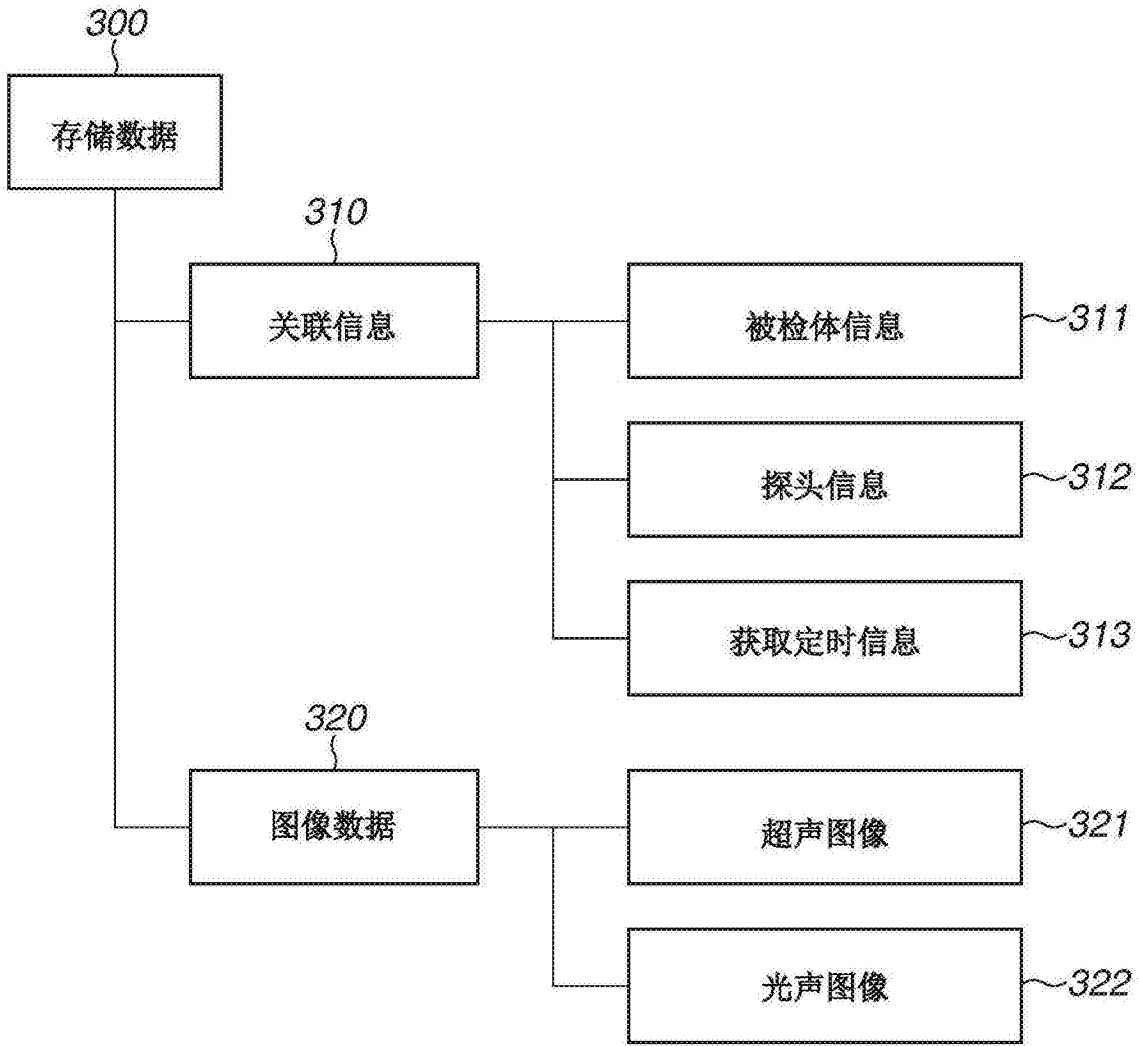 300
存储数据
310
关联信息
被检体信息
311
探头信息
312
获取定时信息
313
320
图像数据
超声图像
321
光声图像
322